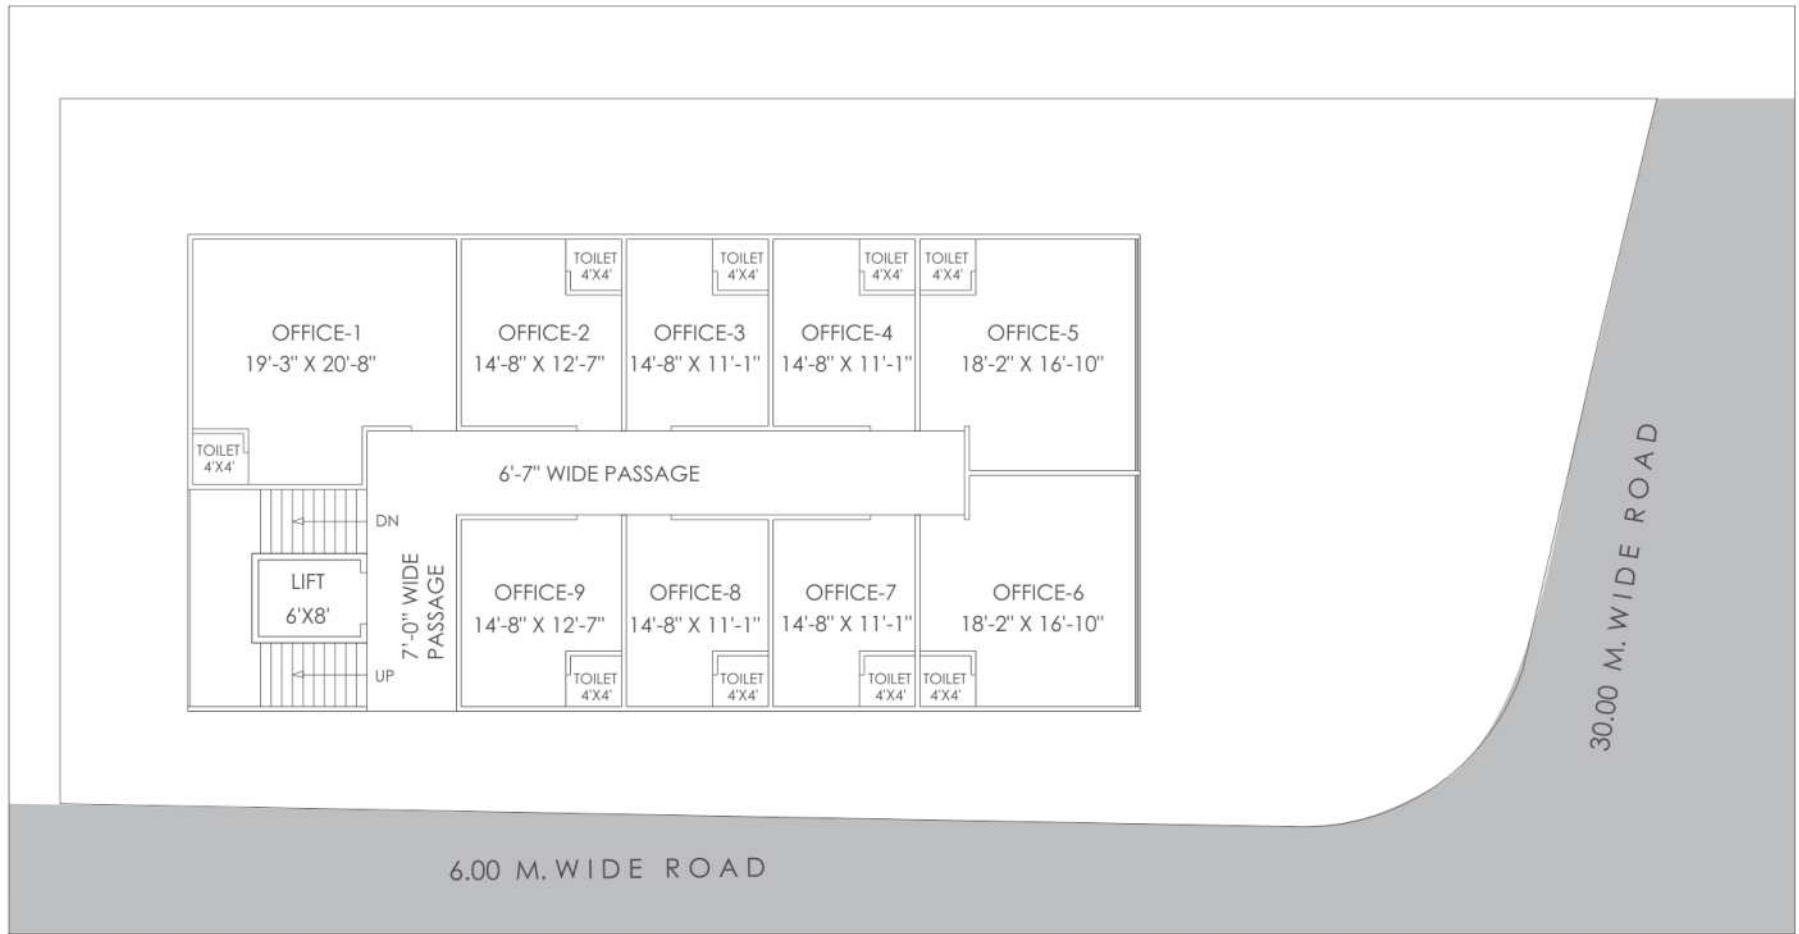 TOILET
4'X4'
TOILET
4'X4'
TOILET
4'X4'
TOILET
4'X4'
OFFICE-1
19'-3" X 20'-8"
OFFICE-2
14'-8" X 12'-7"
OFFICE-3
14'-8" X 11'-1"
OFFICE-4
14'-8" X 11'-1"
OFFICE-5
18'-2" X 16'-10"
TOILET
4'X4'
6'-7" WIDE PASSAGE
DN
LIFT
6'X8'
7'-0" WIDE
PASSAGE
UP
OFFICE-9
14'-8" X 12'-7"
OFFICE-8
14'-8" X 11'-1"
OFFICE-7
14'-8" X 11'-1"
OFFICE-6
18'-2" X 16'-10"
TOILET
4'X4'
TOILET
4'X4'
TOILET
4'X4'
TOILET
4'X4'
30.00 M. WIDE ROAD
6.00 M. WIDE ROAD